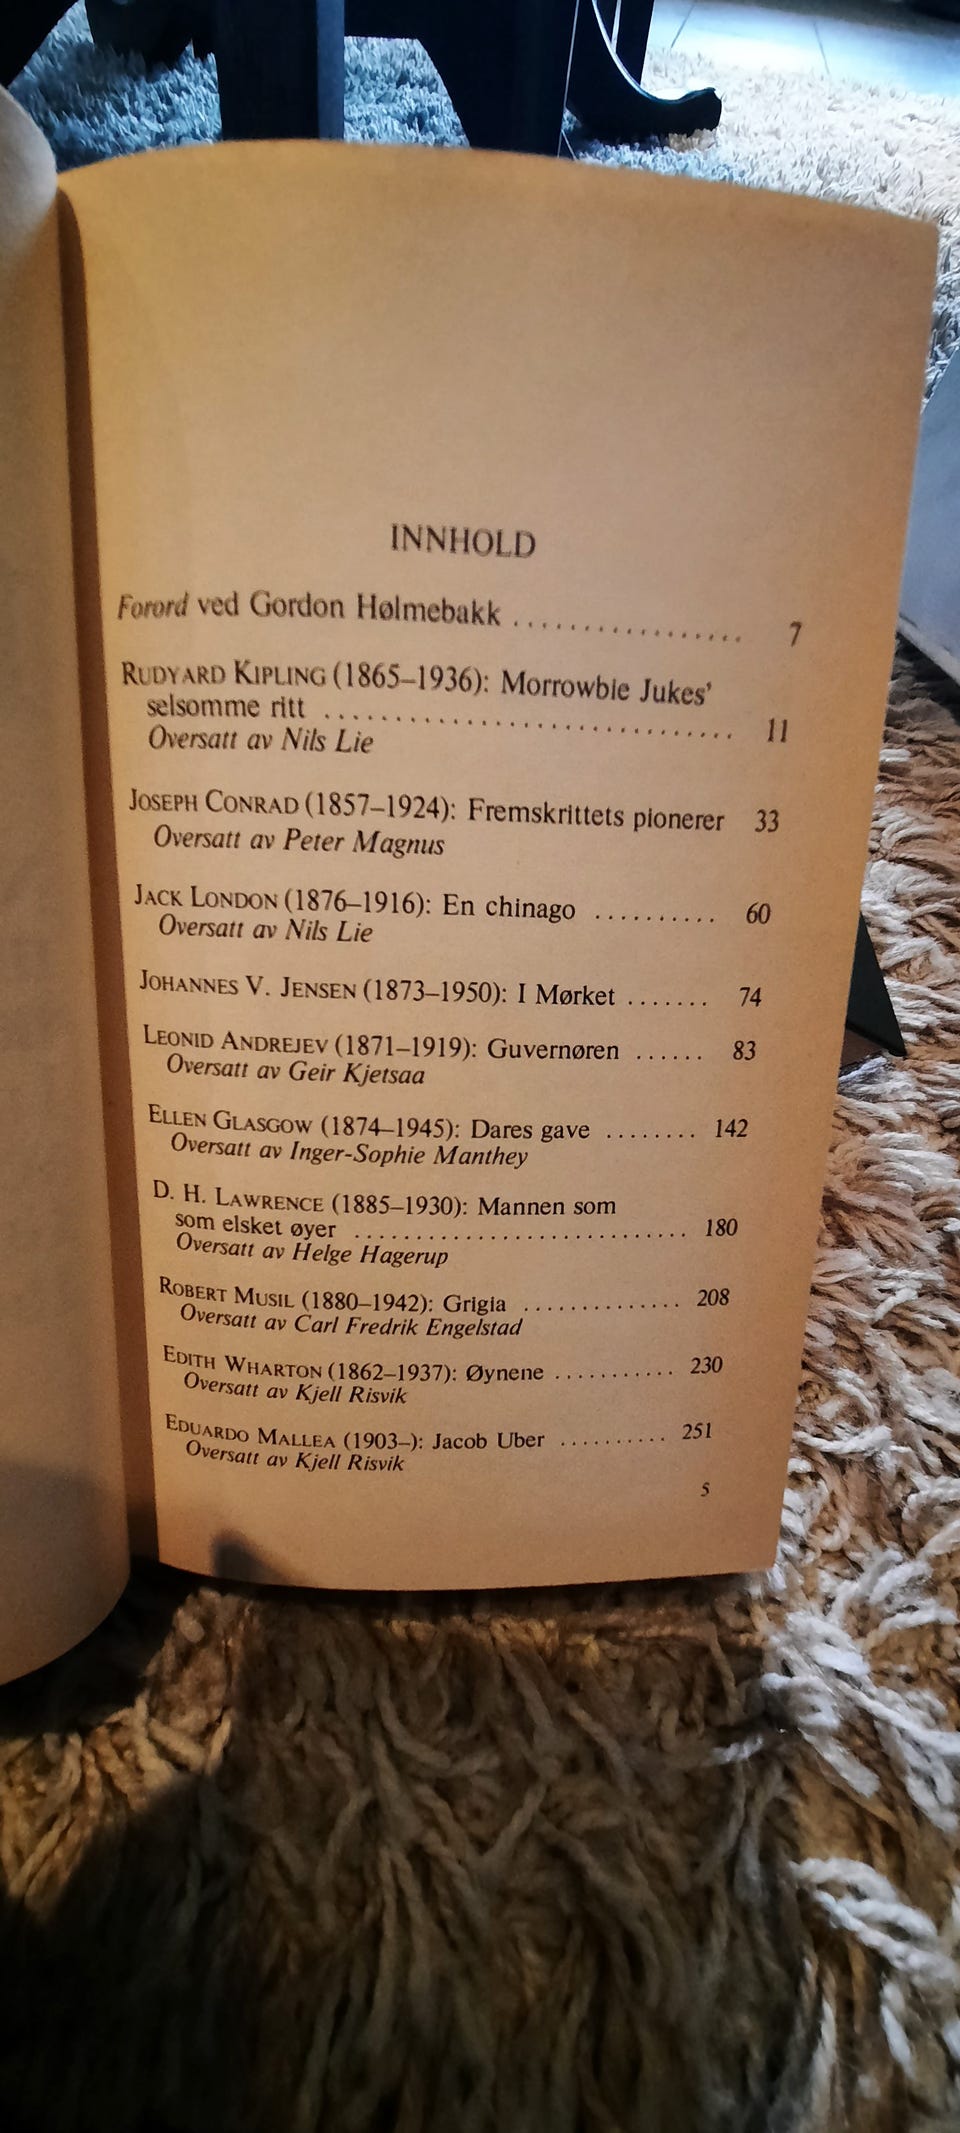 INNHOLD
Forord ved Gordon Hølmebakk .................. 7
RUDYARD KIPLING (1865–1936): Morrowbie Jukes'
selsomme ritt ............................... 11
Oversatt av Nils Lie
JOSEPH CONRAD (1857–1924): Fremskrittets pionerer 33
Oversatt av Peter Magnus
JACK LONDON (1876–1916): En chinago .......... 60
Oversatt av Nils Lie
JOHANNES V. JENSEN (1873–1950): I Mørket ....... 74
LEONID ANDREJEV (1871–1919): Guvernøren ...... 83
Oversatt av Geir Kjetsaa
ELLEN GLASGOW (1874–1945): Dares gave ........ 142
Oversatt av Inger-Sophie Manthey
D. H. LAWRENCE (1885–1930): Mannen som
som elsket øyer ............................. 180
Oversatt av Helge Hagerup
ROBERT MUSIL (1880–1942): Grigia .............. 208
Oversatt av Carl Fredrik Engelstad
EDITH WHARTON (1862–1937): Øynene ........... 230
Oversatt av Kjell Risvik
EDUARDO MALLEA (1903–): Jacob Uber .......... 251
Oversatt av Kjell Risvik
5